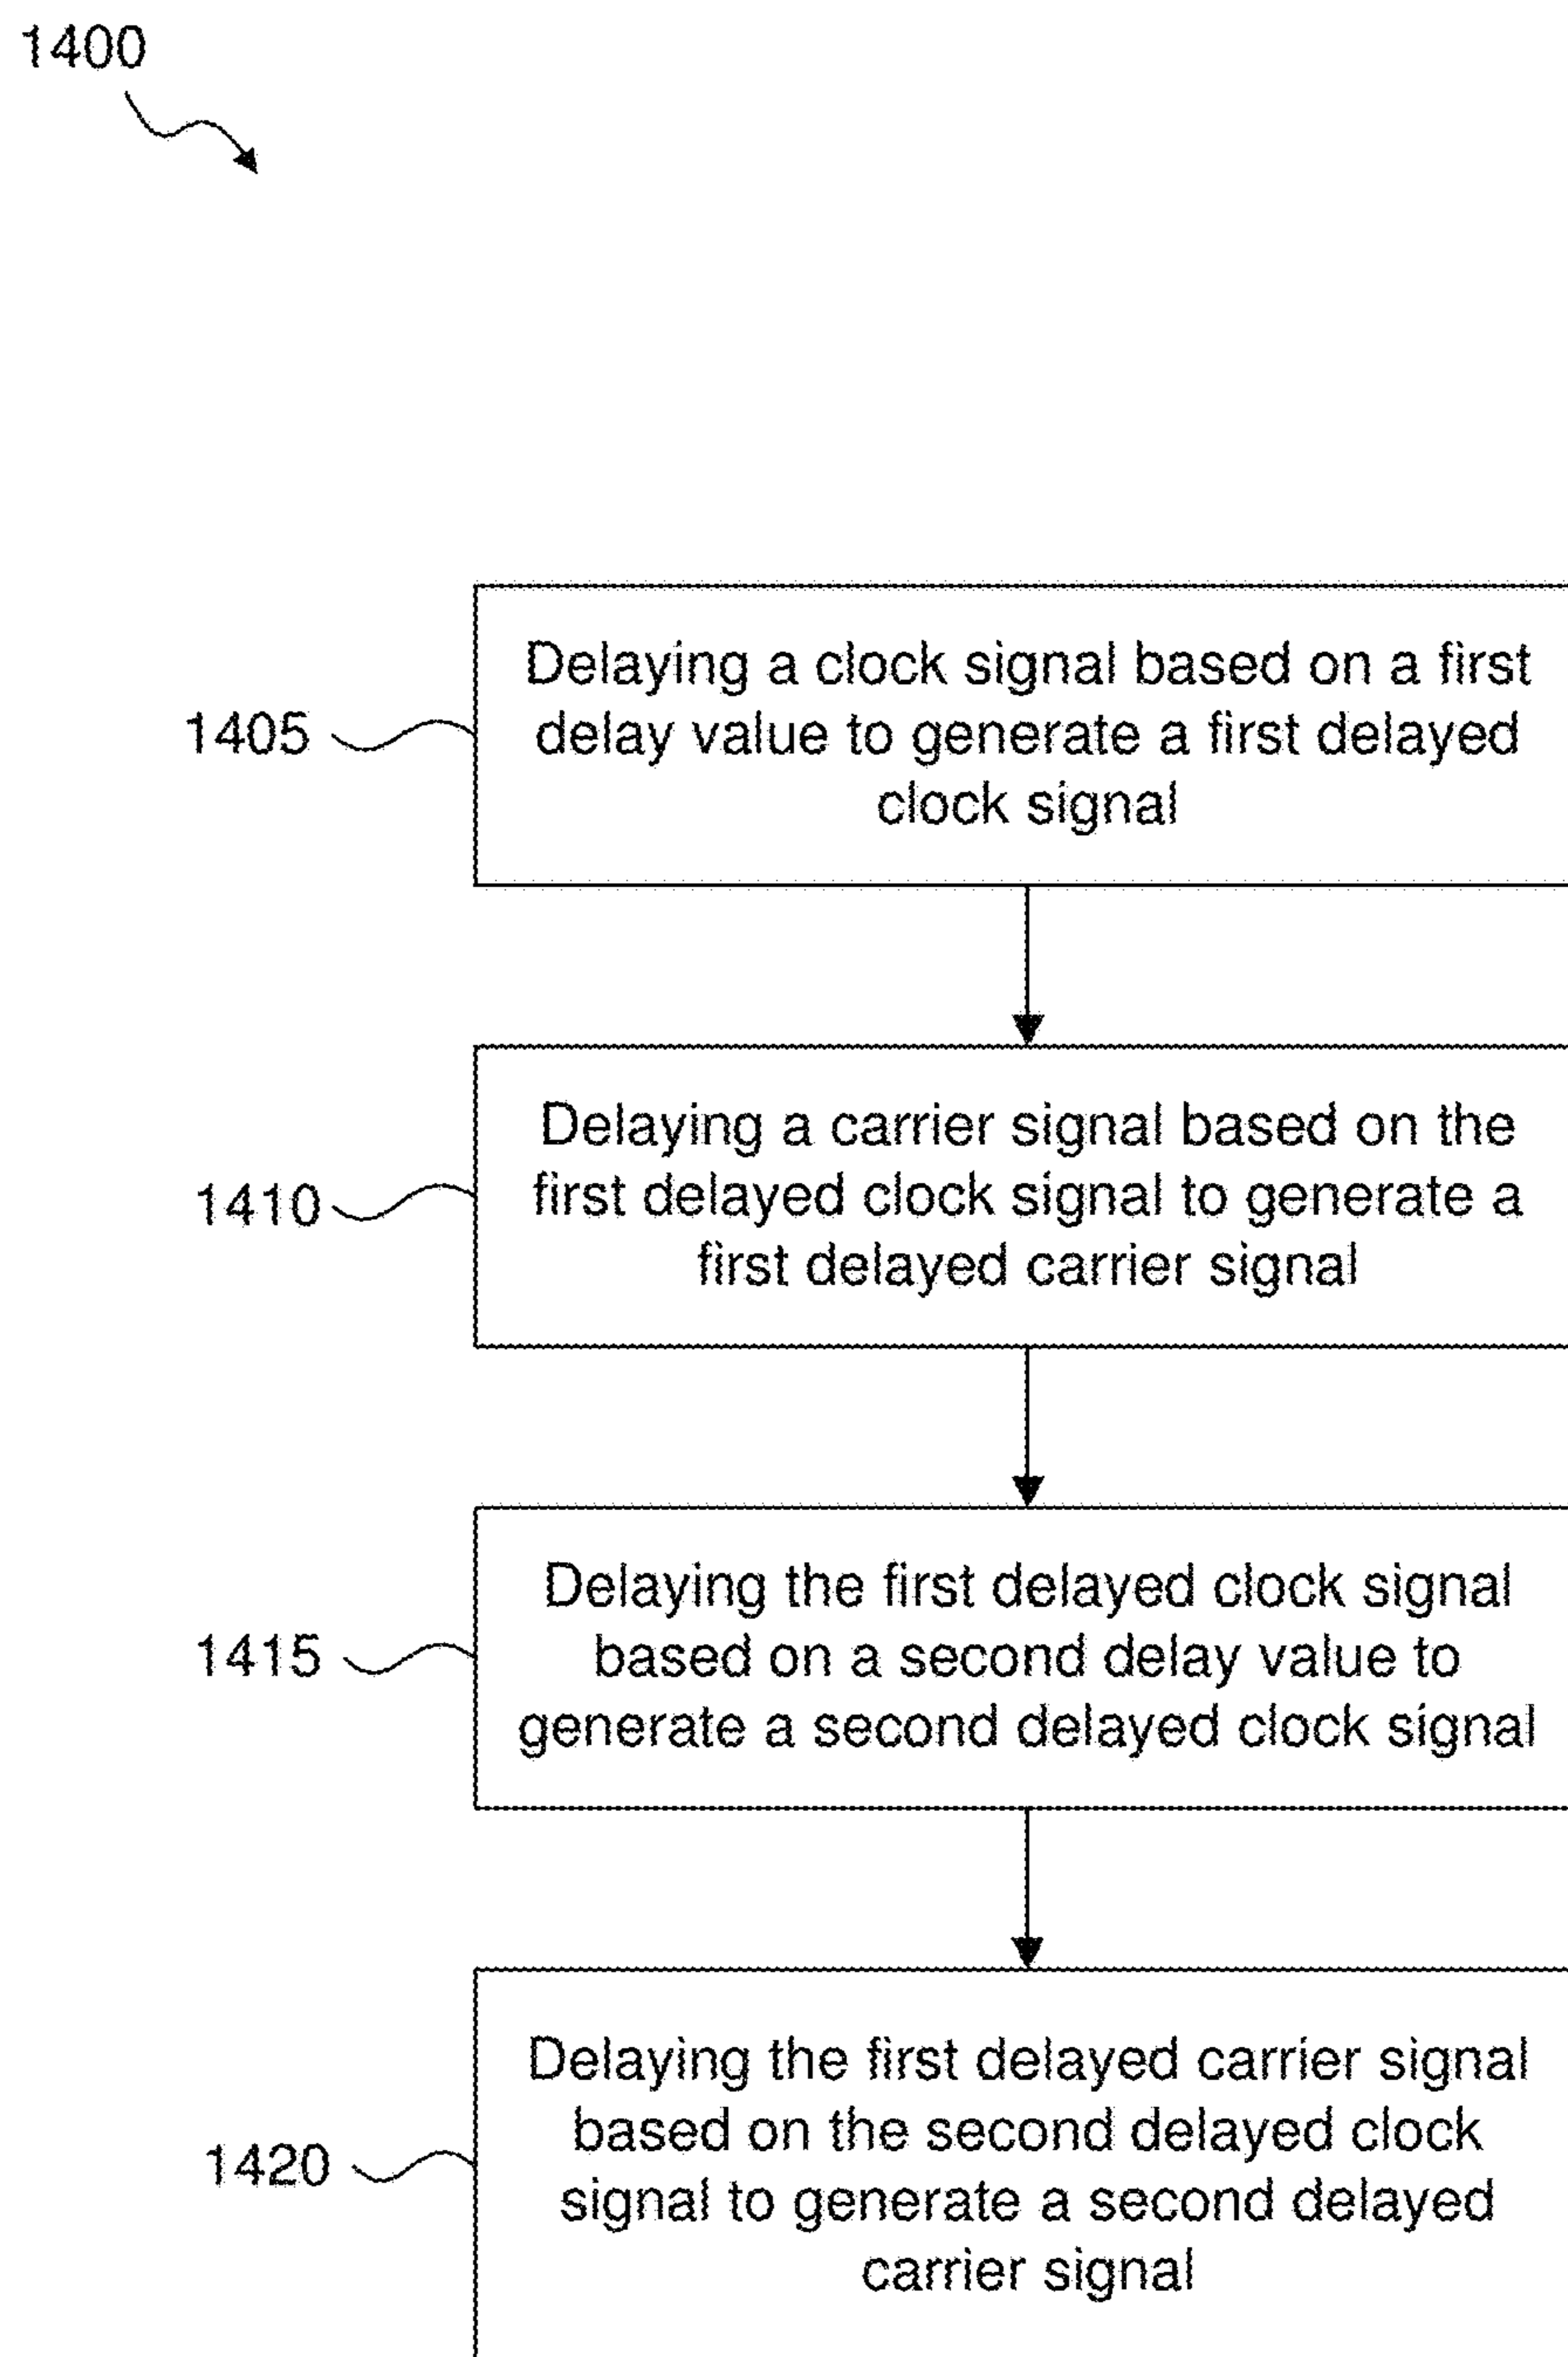 1400
1405
Delaying a clock signal based on a first
delay value to generate a first delayed
clock signal
1410
Delaying a carrier signal based on the
first delayed clock signal to generate a
first delayed carrier signal
1415
Delaying the first delayed clock signal
based on a second delay value to
generate a second delayed clock signal
1420
Delaying the first delayed carrier signal
based on the second delayed clock
signal to generate a second delayed
carrier signal